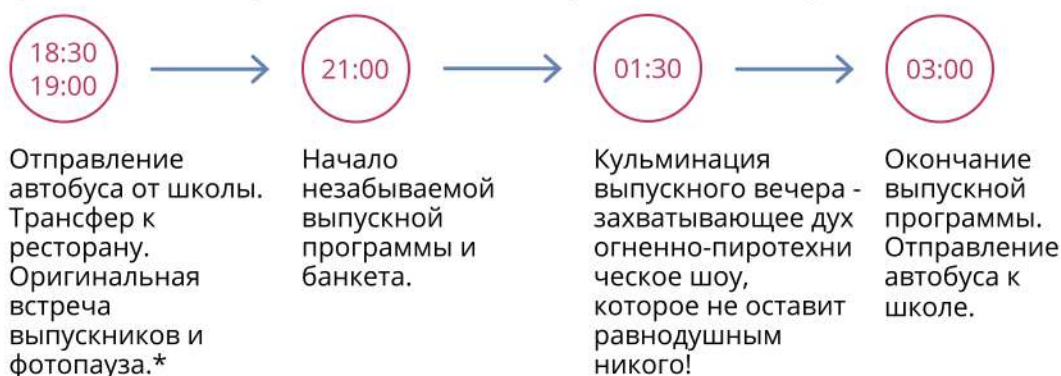 18:30
19:00
21:00
01:30
03:00
Отправление
автобуса от школы.
Трансфер к
ресторану.
Оригинальная
встреча
выпускников и
фотопауза.*
Начало
незабываемой
выпускной
программы и
банкета.
Кульминация
выпускного вечера -
захватывающее дух
огненно-пиротехни
ческое шоу,
которое не оставит
равнодушным
никого!
Окончание
выпускной
программы.
Отправление
автобуса к
школе.